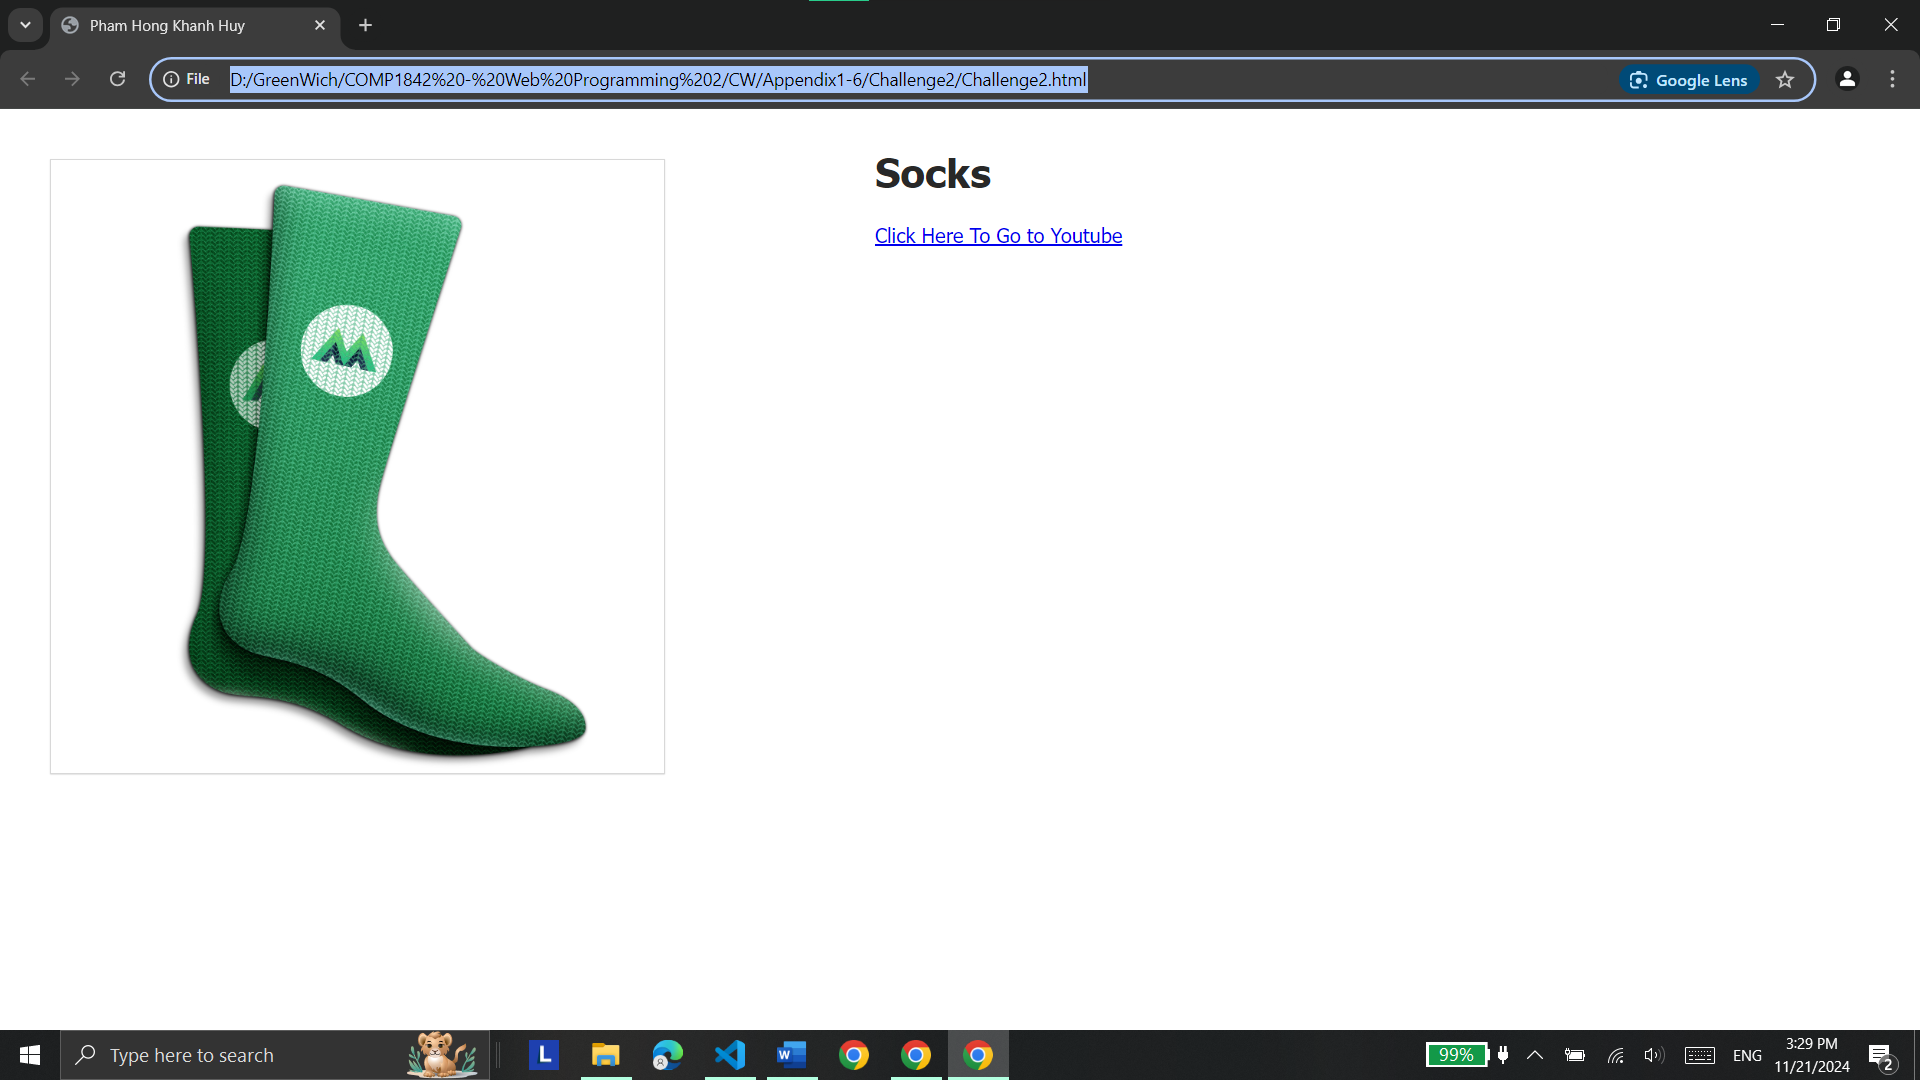 Pham Hong Khanh Huy
File D:/GreenWich/COMP1842%20-%20Web%20Programming%202/CW/Appendix1-6/Challenge2/Challenge2.html Google Lens
Socks
Click Here To Go to Youtube
Type here to search
L
W
99%
ENG
3:29 PM
11/21/2024
2